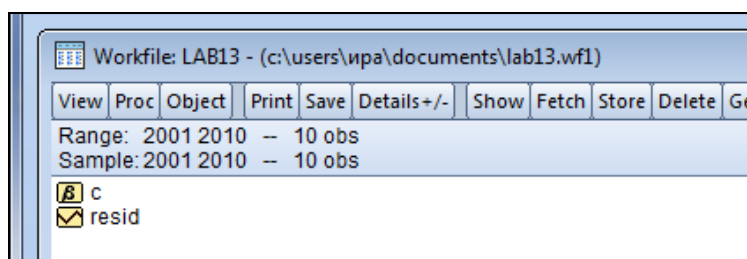 Workfile: LAB13 - (c:\users\ира\documents\lab13.wf1)
View Proc Object Print Save Details+/- Show Fetch Store Delete Ge
Range: 2001 2010 -- 10 obs
Sample: 2001 2010 -- 10 obs
β c
resid